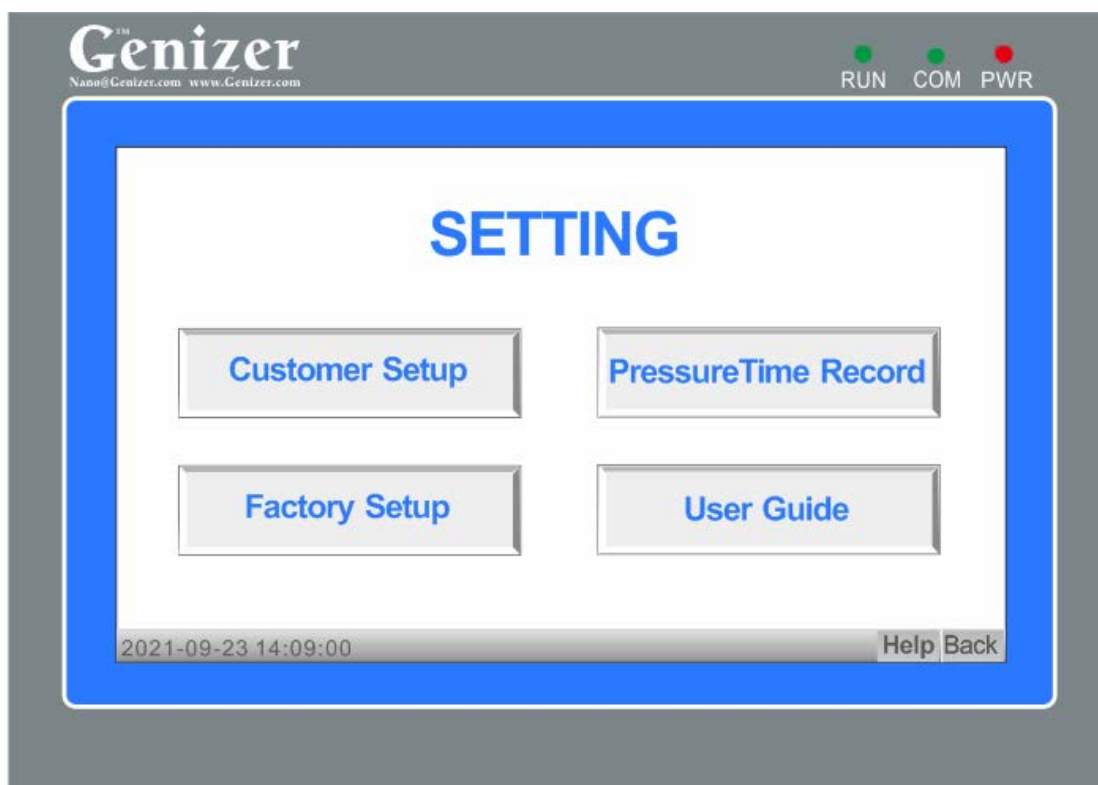 Genizer™
Nano@Genizer.com www.Genizer.com
RUN COM PWR
SETTING
Customer Setup
PressureTime Record
Factory Setup
User Guide
2021-09-23 14:09:00
Help Back